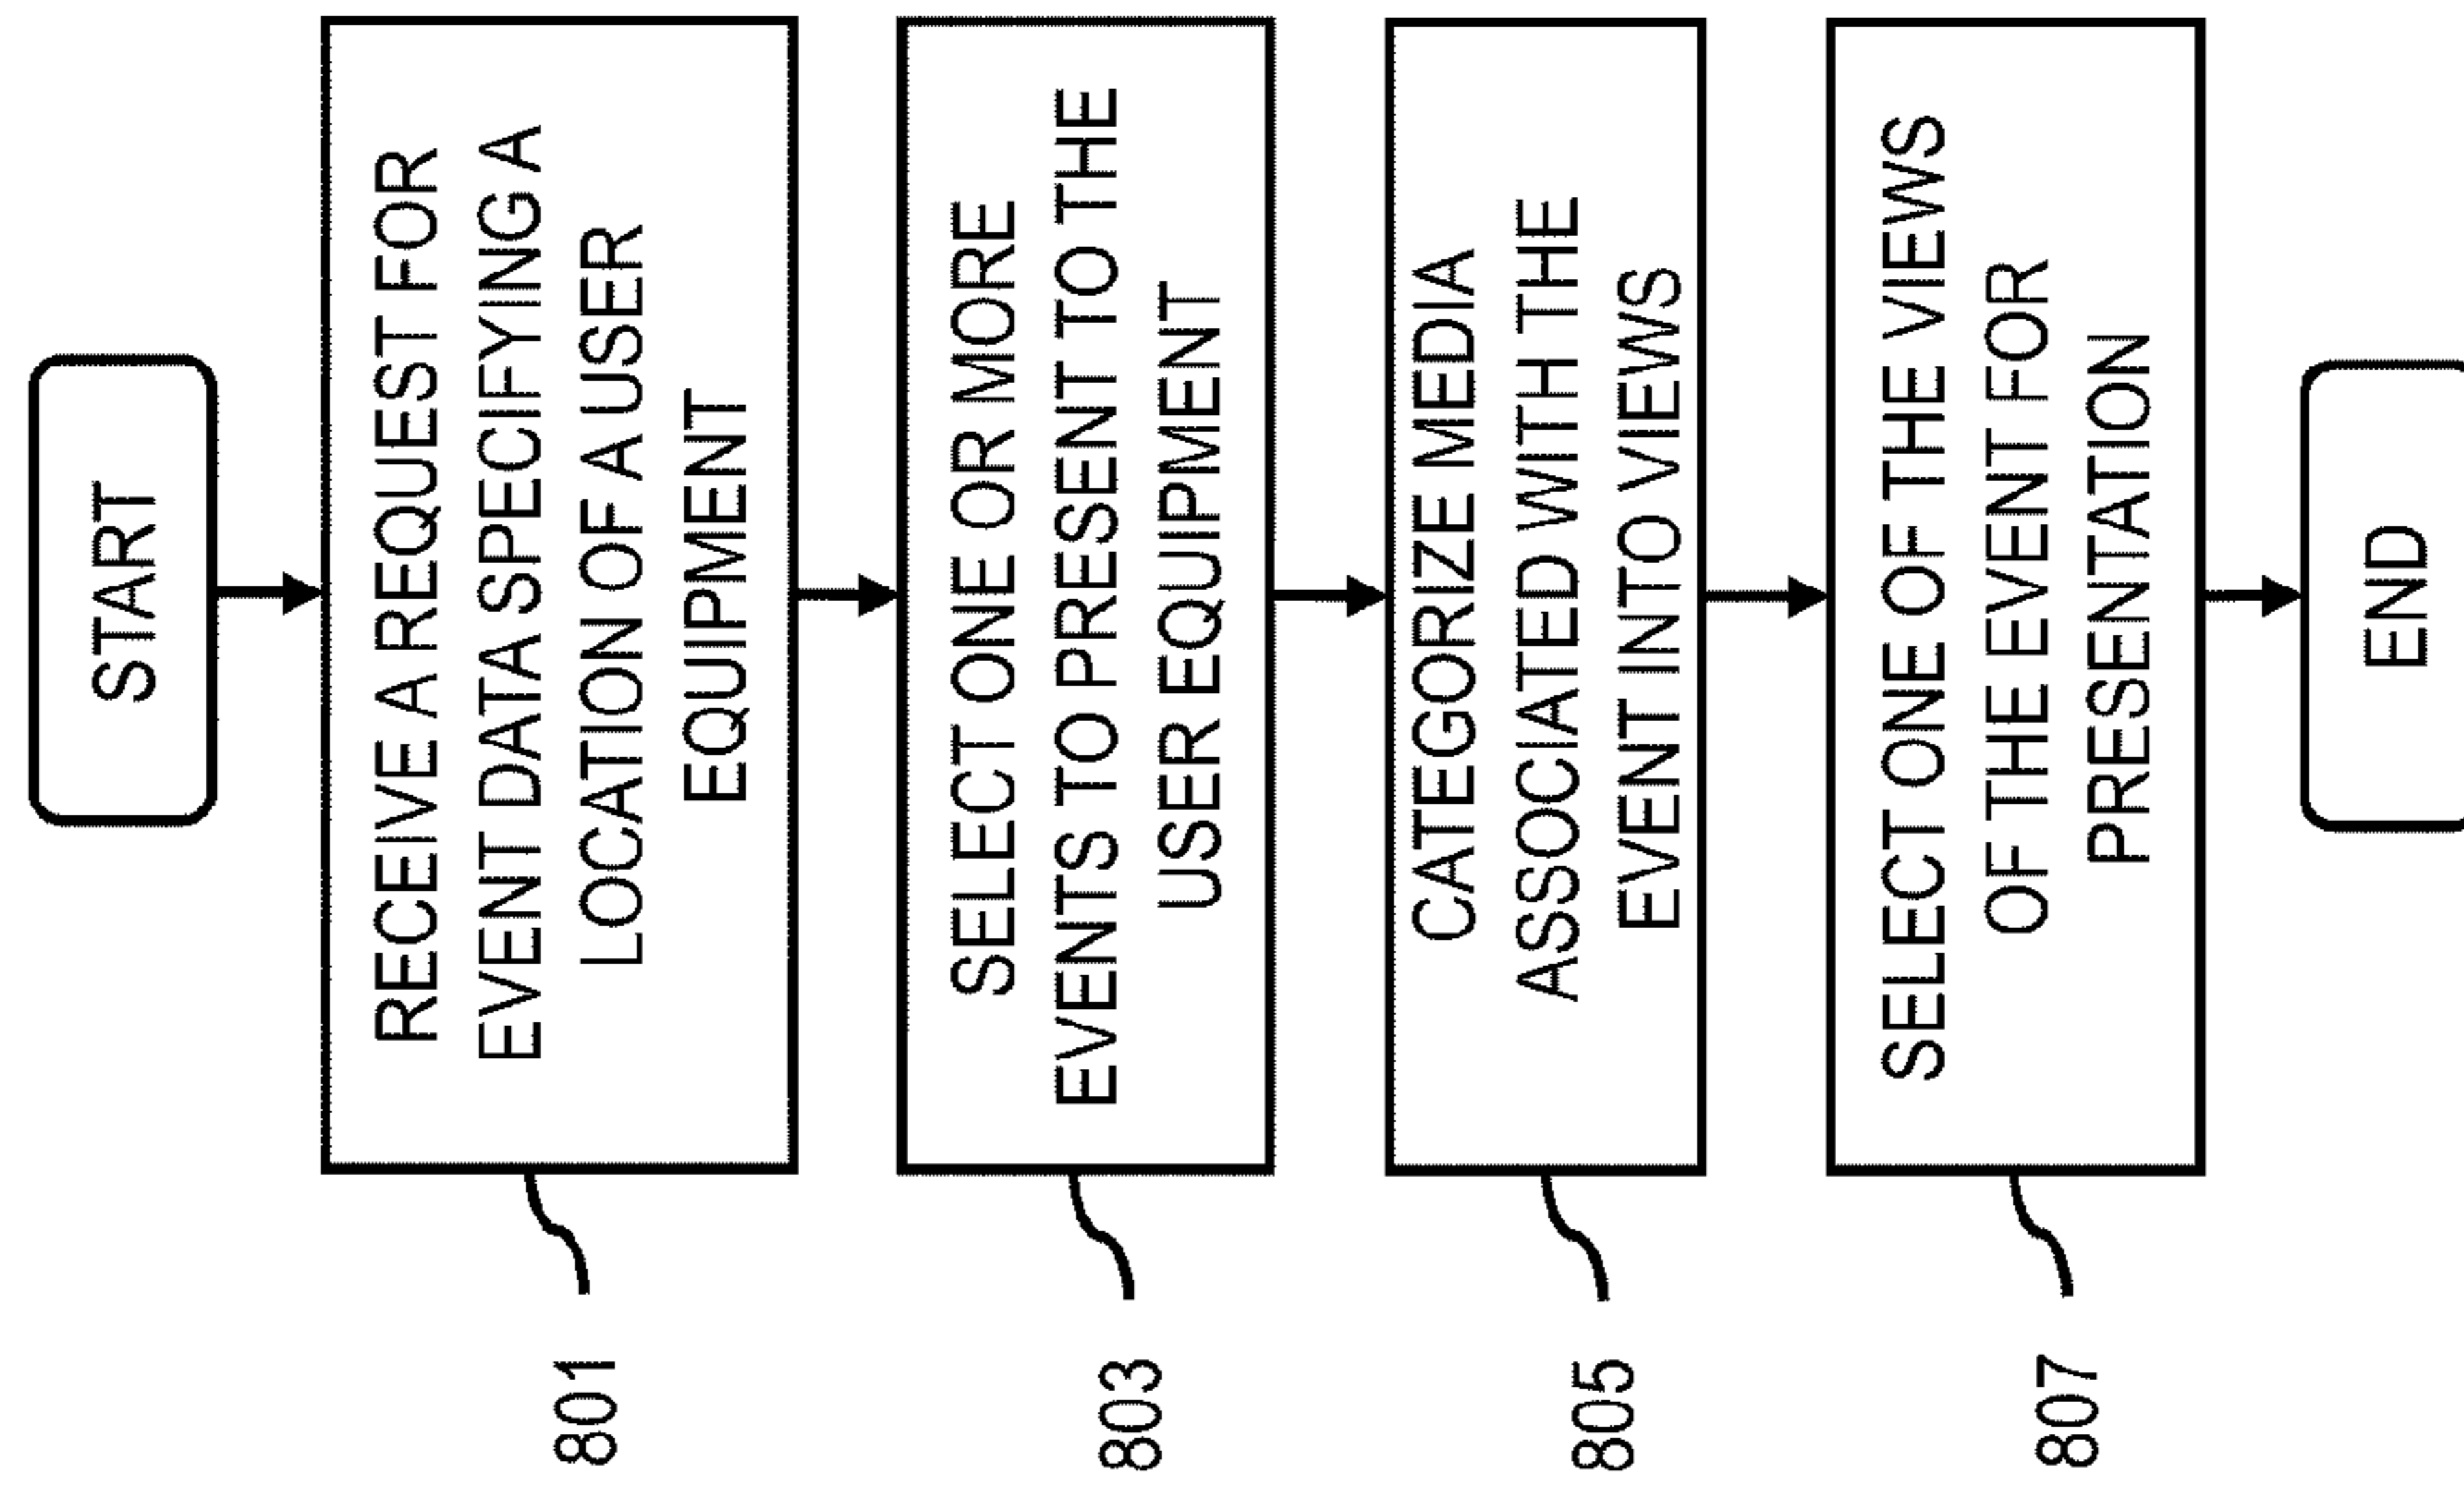 START
RECEIVE A REQUEST FOR
EVENT DATA SPECIFYING A
LOCATION OF A USER
EQUIPMENT
801
SELECT ONE OR MORE
EVENTS TO PRESENT TO THE
USER EQUIPMENT
803
CATEGORIZE MEDIA
ASSOCIATED WITH THE
EVENT INTO VIEWS
805
SELECT ONE OF THE VIEWS
OF THE EVENT FOR
PRESENTATION
807
END